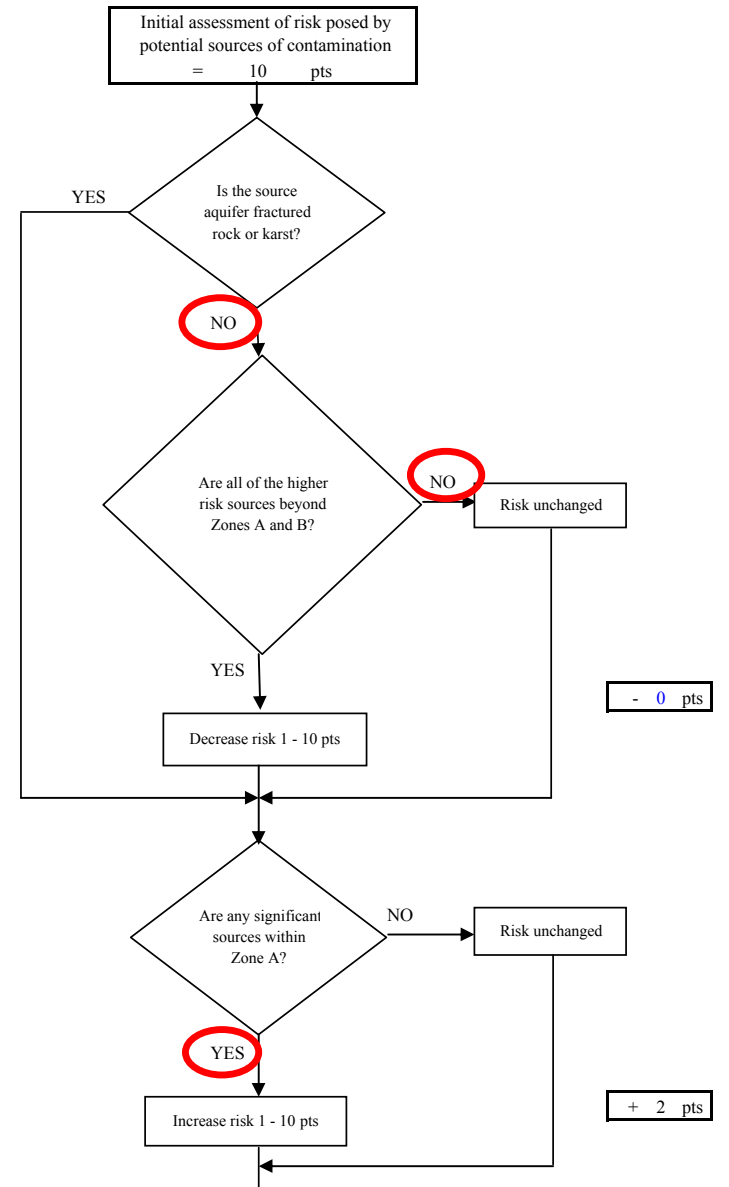 Initial assessment of risk posed by
potential sources of contamination
= 10 pts
YES
Is the source
aquifer fractured
rock or karst?
NO
Are all of the higher
risk sources beyond
Zones A and B?
NO
Risk unchanged
YES
- 0 pts
Decrease risk 1 - 10 pts
Are any significant
sources within
Zone A?
NO
Risk unchanged
YES
Increase risk 1 - 10 pts
+ 2 pts